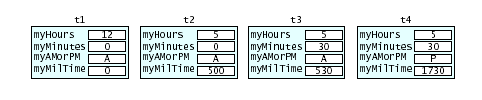 t1 t2 t3 t4
myHours 12 myHours 5 myHours 5 myHours 5
myMinutes 0 myMinutes 0 myMinutes 30 myMinutes 30
myAMorPM A myAMorPM A myAMorPM A myAMorPM P
myMilTime 0 myMilTime 500 myMilTime 530 myMilTime 1730